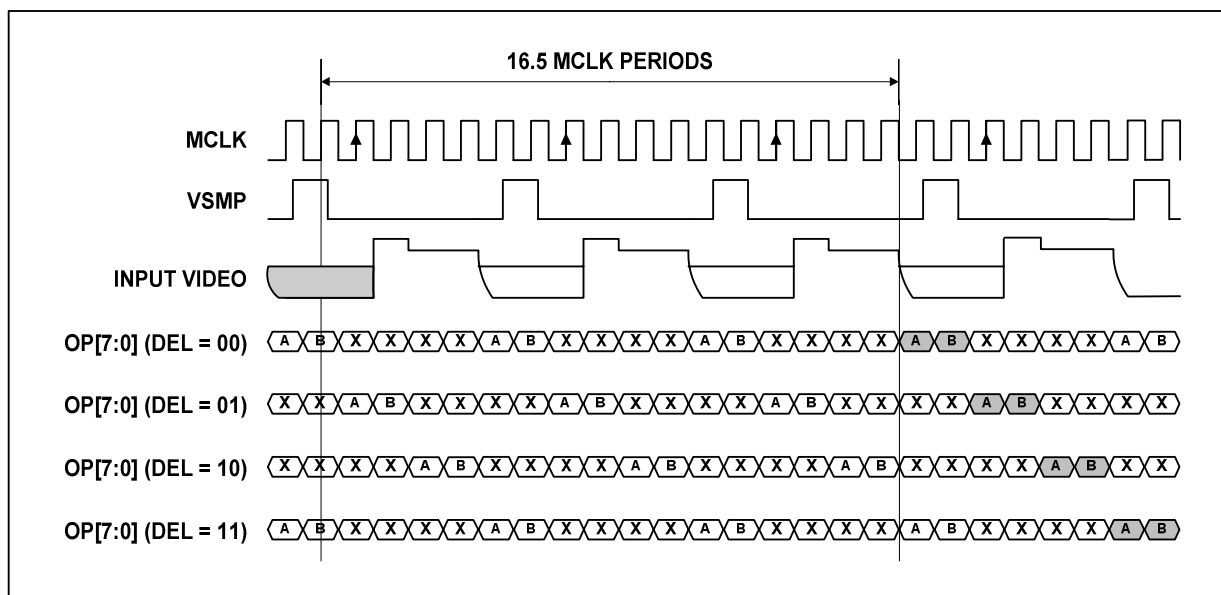 16.5 MCLK PERIODS
MCLK
VSMP
INPUT VIDEO
OP[7:0] (DEL = 00) A B X X X X A B X X X X A B X X X X A B X X X X A B
OP[7:0] (DEL = 01) X X A B X X X X A B X X X X A B X X X X A B X X X X
OP[7:0] (DEL = 10) X X X X A B X X X X A B X X X X A B X X X X A B X X
OP[7:0] (DEL = 11) A B X X X X A B X X X X A B X X X X A B X X X X A B